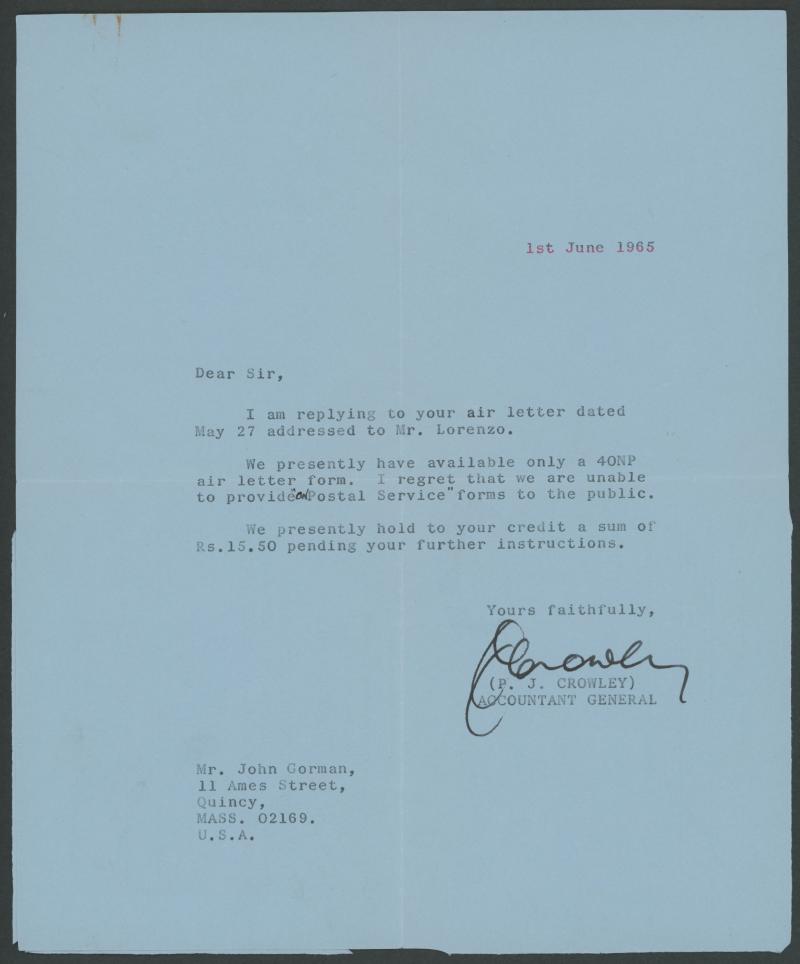 1st June 1965
Dear Sir,
I am replying to your air letter dated
May 27 addressed to Mr. Lorenzo.
We presently have available only a 40NP
air letter form. I regret that we are unable
to provide "on Postal Service" forms to the public.
We presently hold to your credit a sum of
Rs.15.50 pending your further instructions.
Yours faithfully,
Crowley
(P. J. CROWLEY)
ACCOUNTANT GENERAL
Mr. John Gorman,
11 Ames Street,
Quincy,
MASS. 02169.
U.S.A.